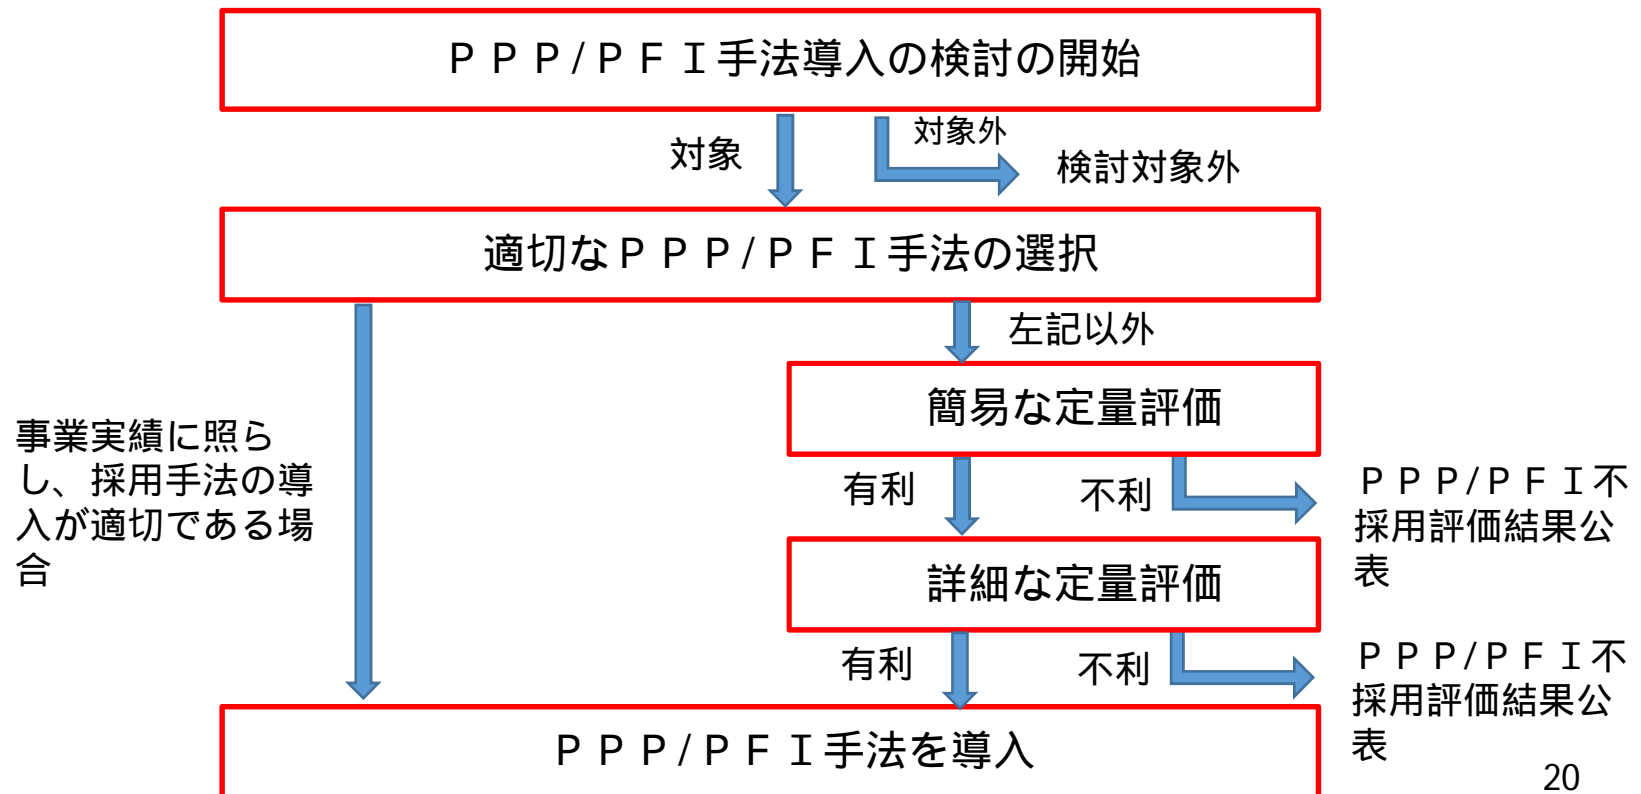 ＰＰＰ/ＰＦＩ手法導入の検討の開始
対象
対象外
検討対象外
適切なＰＰＰ/ＰＦＩ手法の選択
左記以外
簡易な定量評価
事業実績に照ら
し、採用手法の導
入が適切である場
合
有利
不利
ＰＰＰ/ＰＦＩ不
採用評価結果公
表
詳細な定量評価
有利
不利
ＰＰＰ/ＰＦＩ不
採用評価結果公
表
ＰＰＰ/ＰＦＩ手法を導入
20